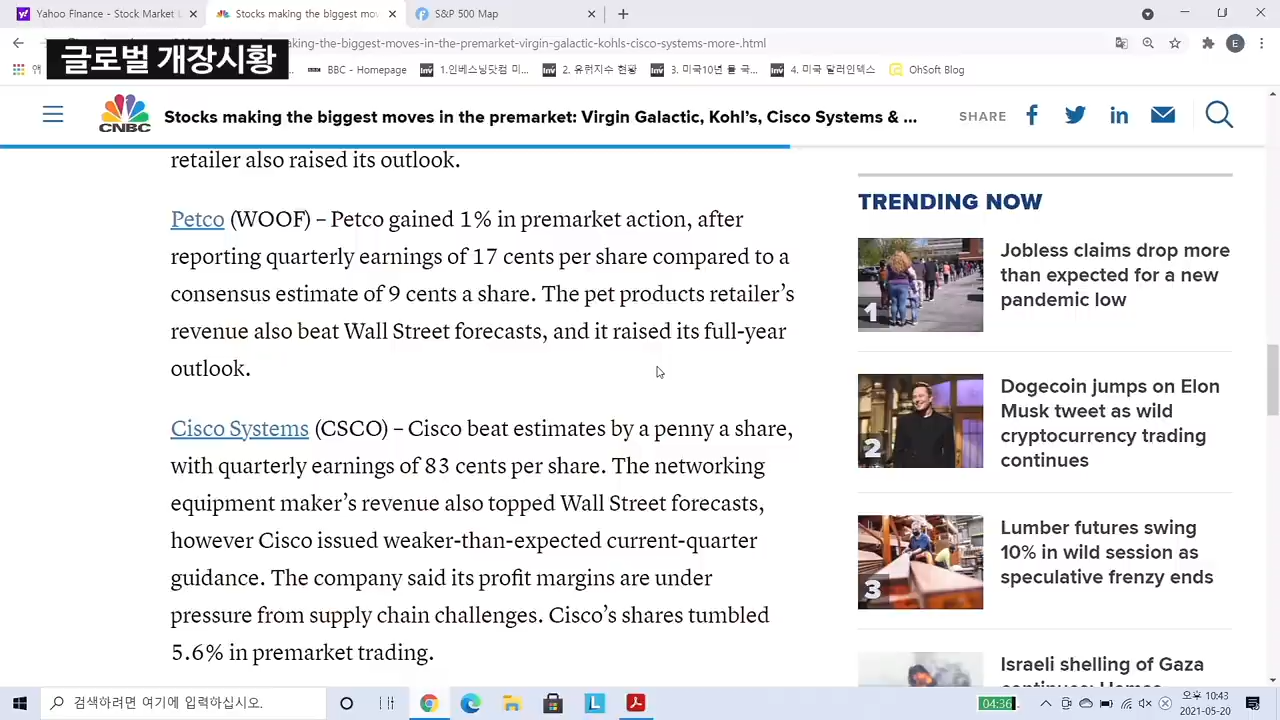 Yahoo Finance - Stock Market
Stocks making the biggest mov
S&P 500 Map
글로벌 개장시황
aking-the-biggest-moves-in-the-premarket-virgin-galactic-kohls-cisco-systems-more-.html
E
BBC - Homepage
1.인베스닝닷컴 미...
2. 유럽지수 현황
3. 미국10년 물 국...
4. 미국 달러인덱스
OhSoft Blog
CNBC
Stocks making the biggest moves in the premarket: Virgin Galactic, Kohl's, Cisco Systems & ...
SHARE
retailer also raised its outlook.
Petco (WOOF) – Petco gained 1% in premarket action, after
reporting quarterly earnings of 17 cents per share compared to a
consensus estimate of 9 cents a share. The pet products retailer's
revenue also beat Wall Street forecasts, and it raised its full-year
outlook.
Cisco Systems (CSCO) – Cisco beat estimates by a penny a share,
with quarterly earnings of 83 cents per share. The networking
equipment maker's revenue also topped Wall Street forecasts,
however Cisco issued weaker-than-expected current-quarter
guidance. The company said its profit margins are under
pressure from supply chain challenges. Cisco's shares tumbled
5.6% in premarket trading.
TRENDING NOW
1
Jobless claims drop more
than expected for a new
pandemic low
2
Dogecoin jumps on Elon
Musk tweet as wild
cryptocurrency trading
continues
3
Lumber futures swing
10% in wild session as
speculative frenzy ends
Israeli shelling of Gaza
검색하려면 여기에 입력하십시오.
04:36
오후 10:43
2021-05-20